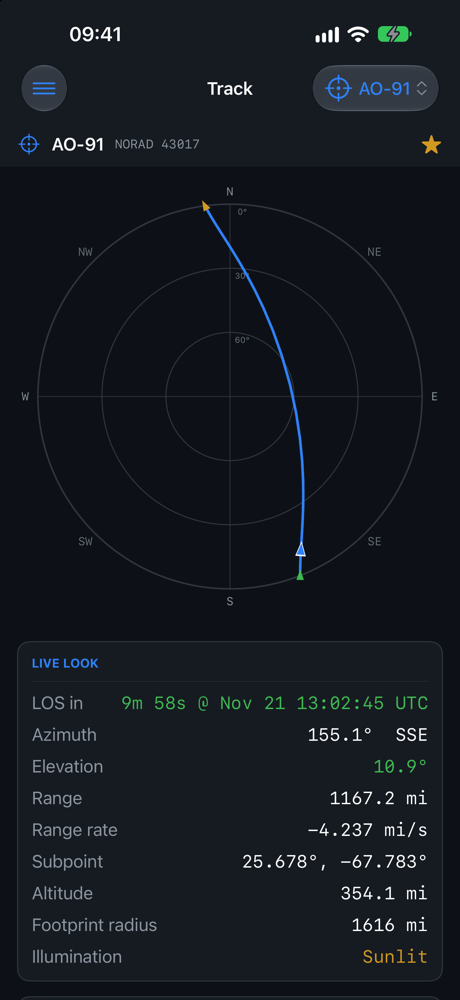 09:41
Track
AO-91
AO-91 NORAD 43017
N
0°
NW
NE
30°
60°
W
E
SW
SE
S
LIVE LOOK
LOS in 9m 58s @ Nov 21 13:02:45 UTC
Azimuth 155.1° SSE
Elevation 10.9°
Range 1167.2 mi
Range rate −4.237 mi/s
Subpoint 25.678°, −67.783°
Altitude 354.1 mi
Footprint radius 1616 mi
Illumination Sunlit